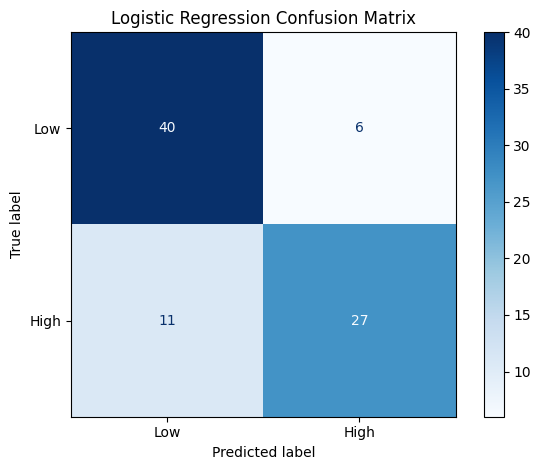 Logistic Regression Confusion Matrix
True label
Low
High
40
6
11
27
Low
High
Predicted label
40
35
30
25
20
15
10